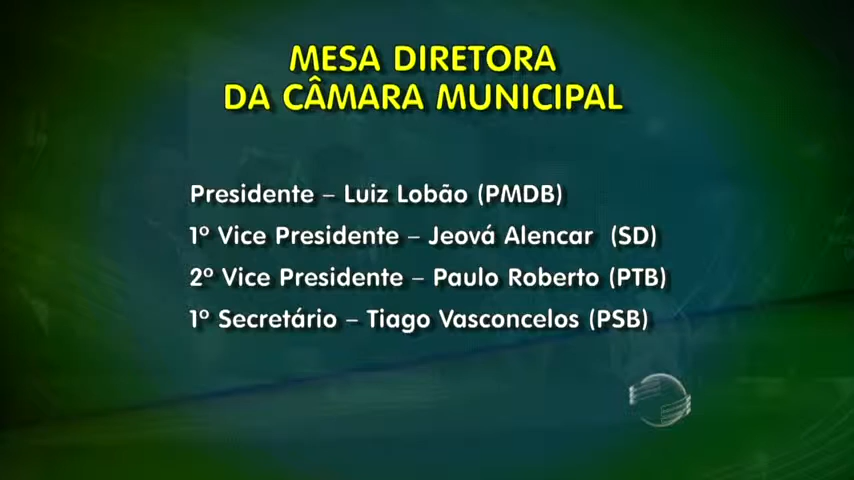 MESA DIRETORA
DA CÂMARA MUNICIPAL
Presidente – Luiz Lobão (PMDB)
1º Vice Presidente – Jeová Alencar (SD)
2º Vice Presidente – Paulo Roberto (PTB)
1º Secretário – Tiago Vasconcelos (PSB)